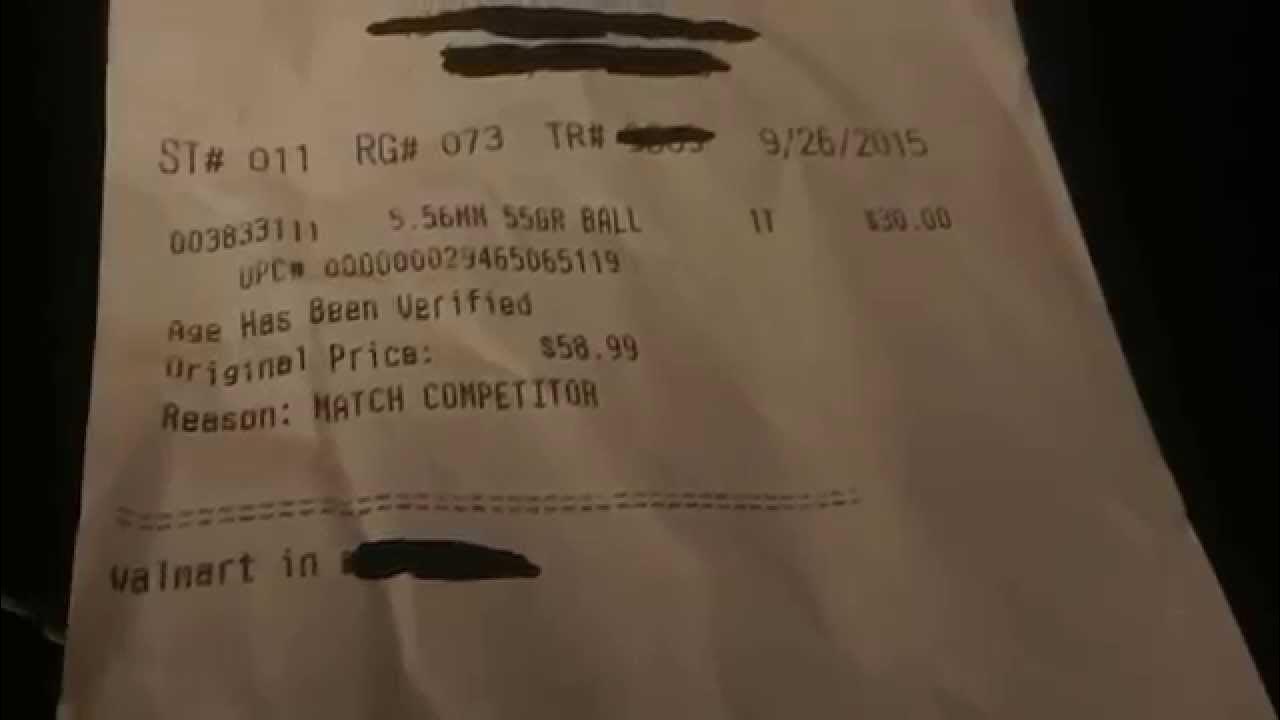 ST# 011 RG# 073 TR# 9/26/2015
003833111 5.56MM 55GR BALL 1T $30.00
UPC# 000000029465065119
Age Has Been Verified
Original Price: $58.99
Reason: MATCH COMPETITOR
Walmart in